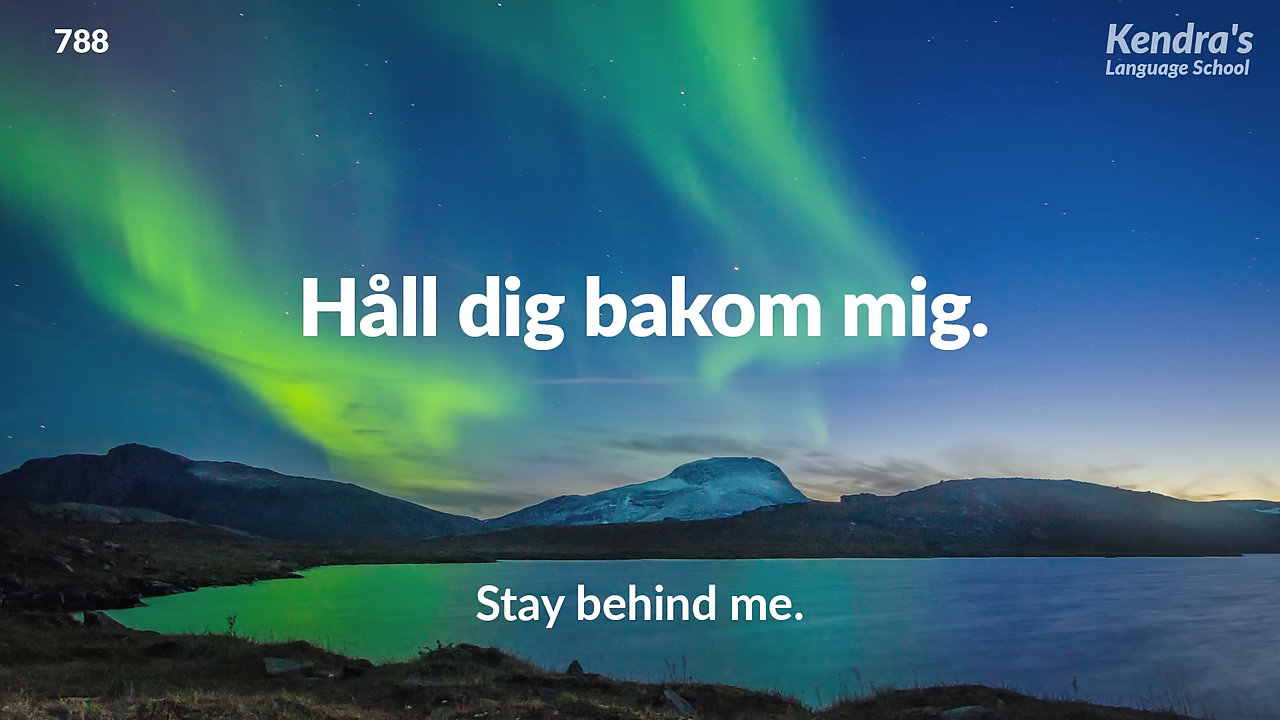 788
Kendra's
Language School
Håll dig bakom mig.
Stay behind me.